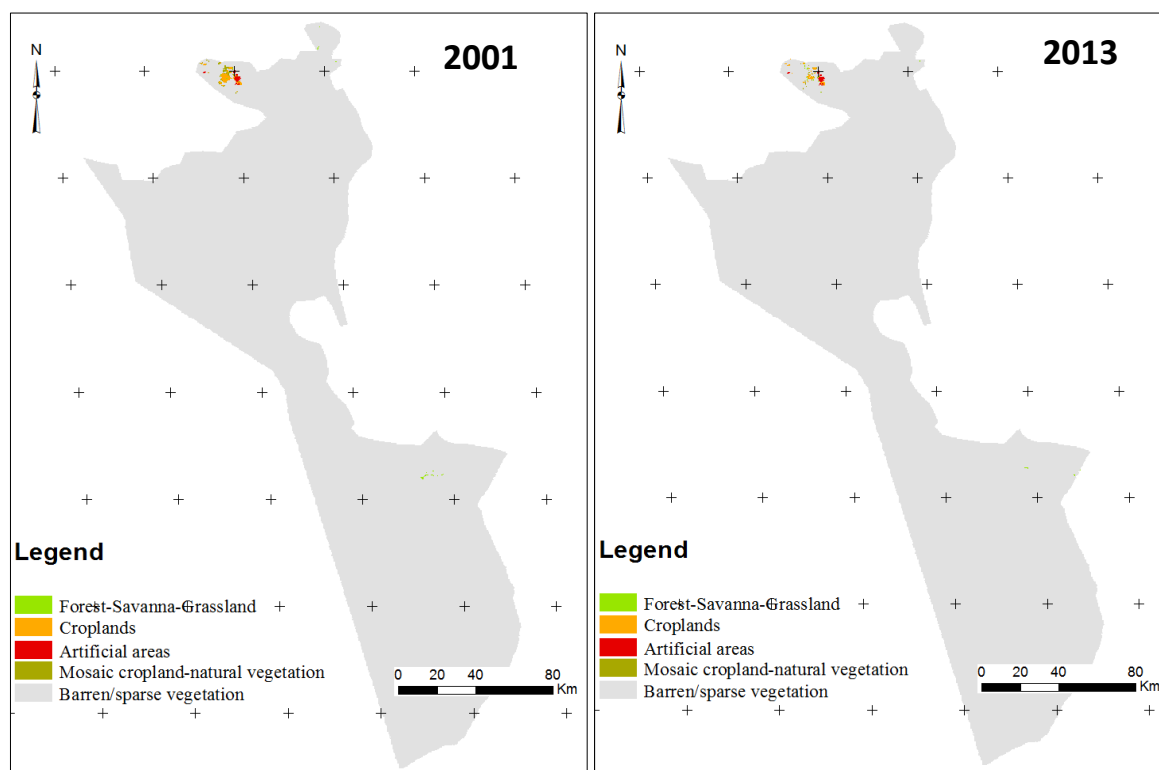 2001
N
Legend
Forest-Savanna-Grassland
Croplands
Artificial areas
Mosaic cropland-natural vegetation
Barren/sparse vegetation
0 20 40 80
Km
2013
N
Legend
Forest-Savanna-Grassland
Croplands
Artificial areas
Mosaic cropland-natural vegetation
Barren/sparse vegetation
0 20 40 80
Km